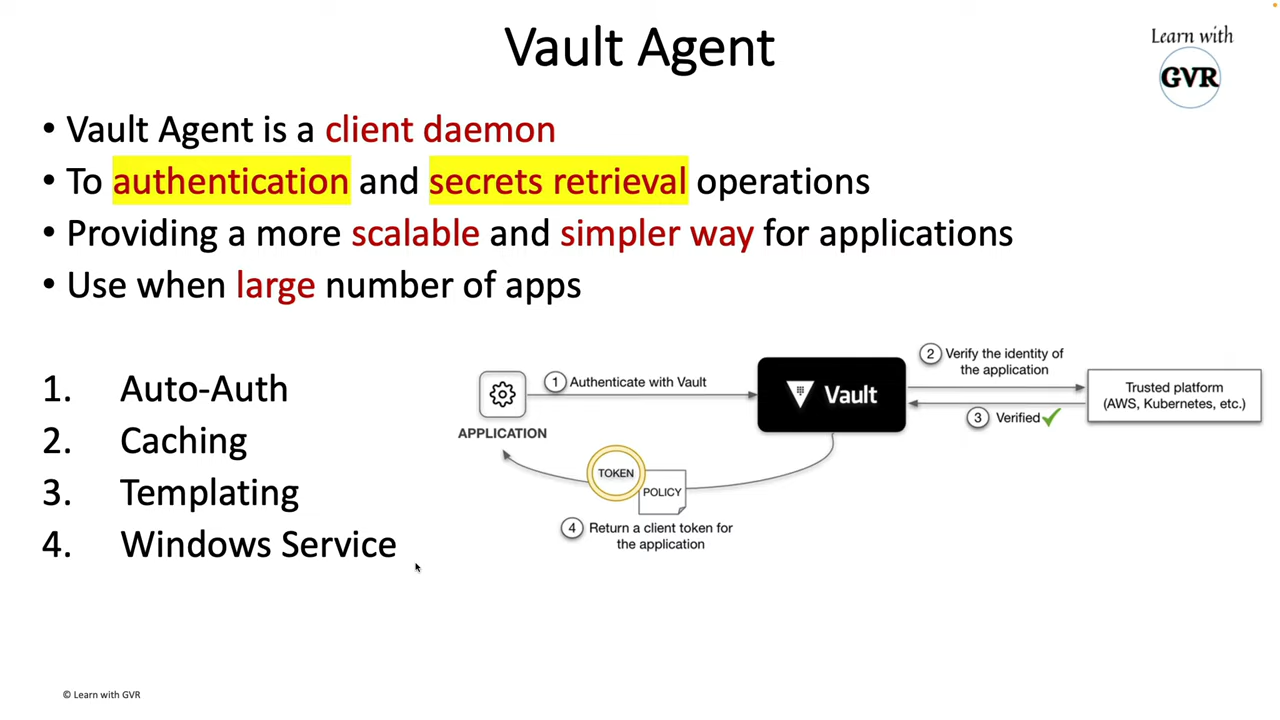 Vault Agent
Learn with
GVR
• Vault Agent is a client daemon
• To authentication and secrets retrieval operations
• Providing a more scalable and simpler way for applications
• Use when large number of apps
1. Auto-Auth
2. Caching
3. Templating
4. Windows Service
APPLICATION
1 Authenticate with Vault
Vault
2 Verify the identity of
the application
Trusted platform
(AWS, Kubernetes, etc.)
3 Verified
TOKEN
POLICY
4 Return a client token for
the application
© Learn with GVR